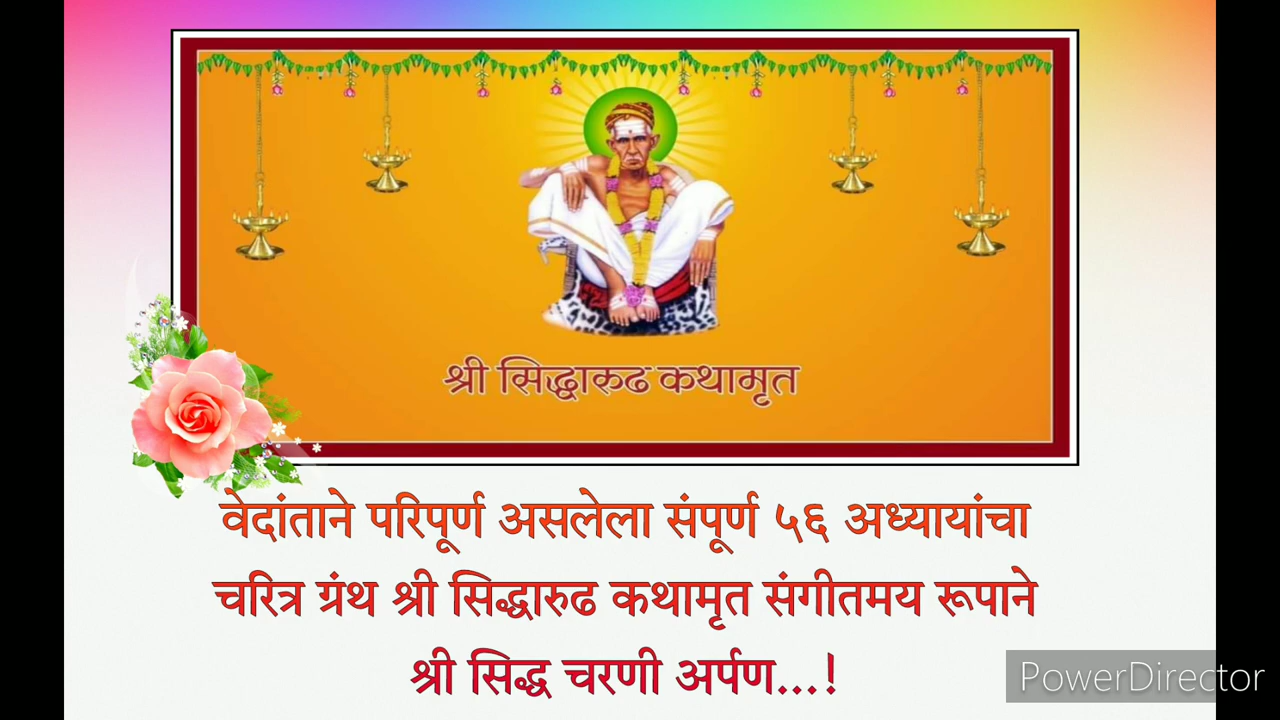 श्री सिद्धारुढ कथामृत
वेदांताने परिपूर्ण असलेला संपूर्ण ५६ अध्यायांचा
चरित्र ग्रंथ श्री सिद्धारुढ कथामृत संगीतमय रूपाने
श्री सिद्ध चरणी अर्पण...!
PowerDirector